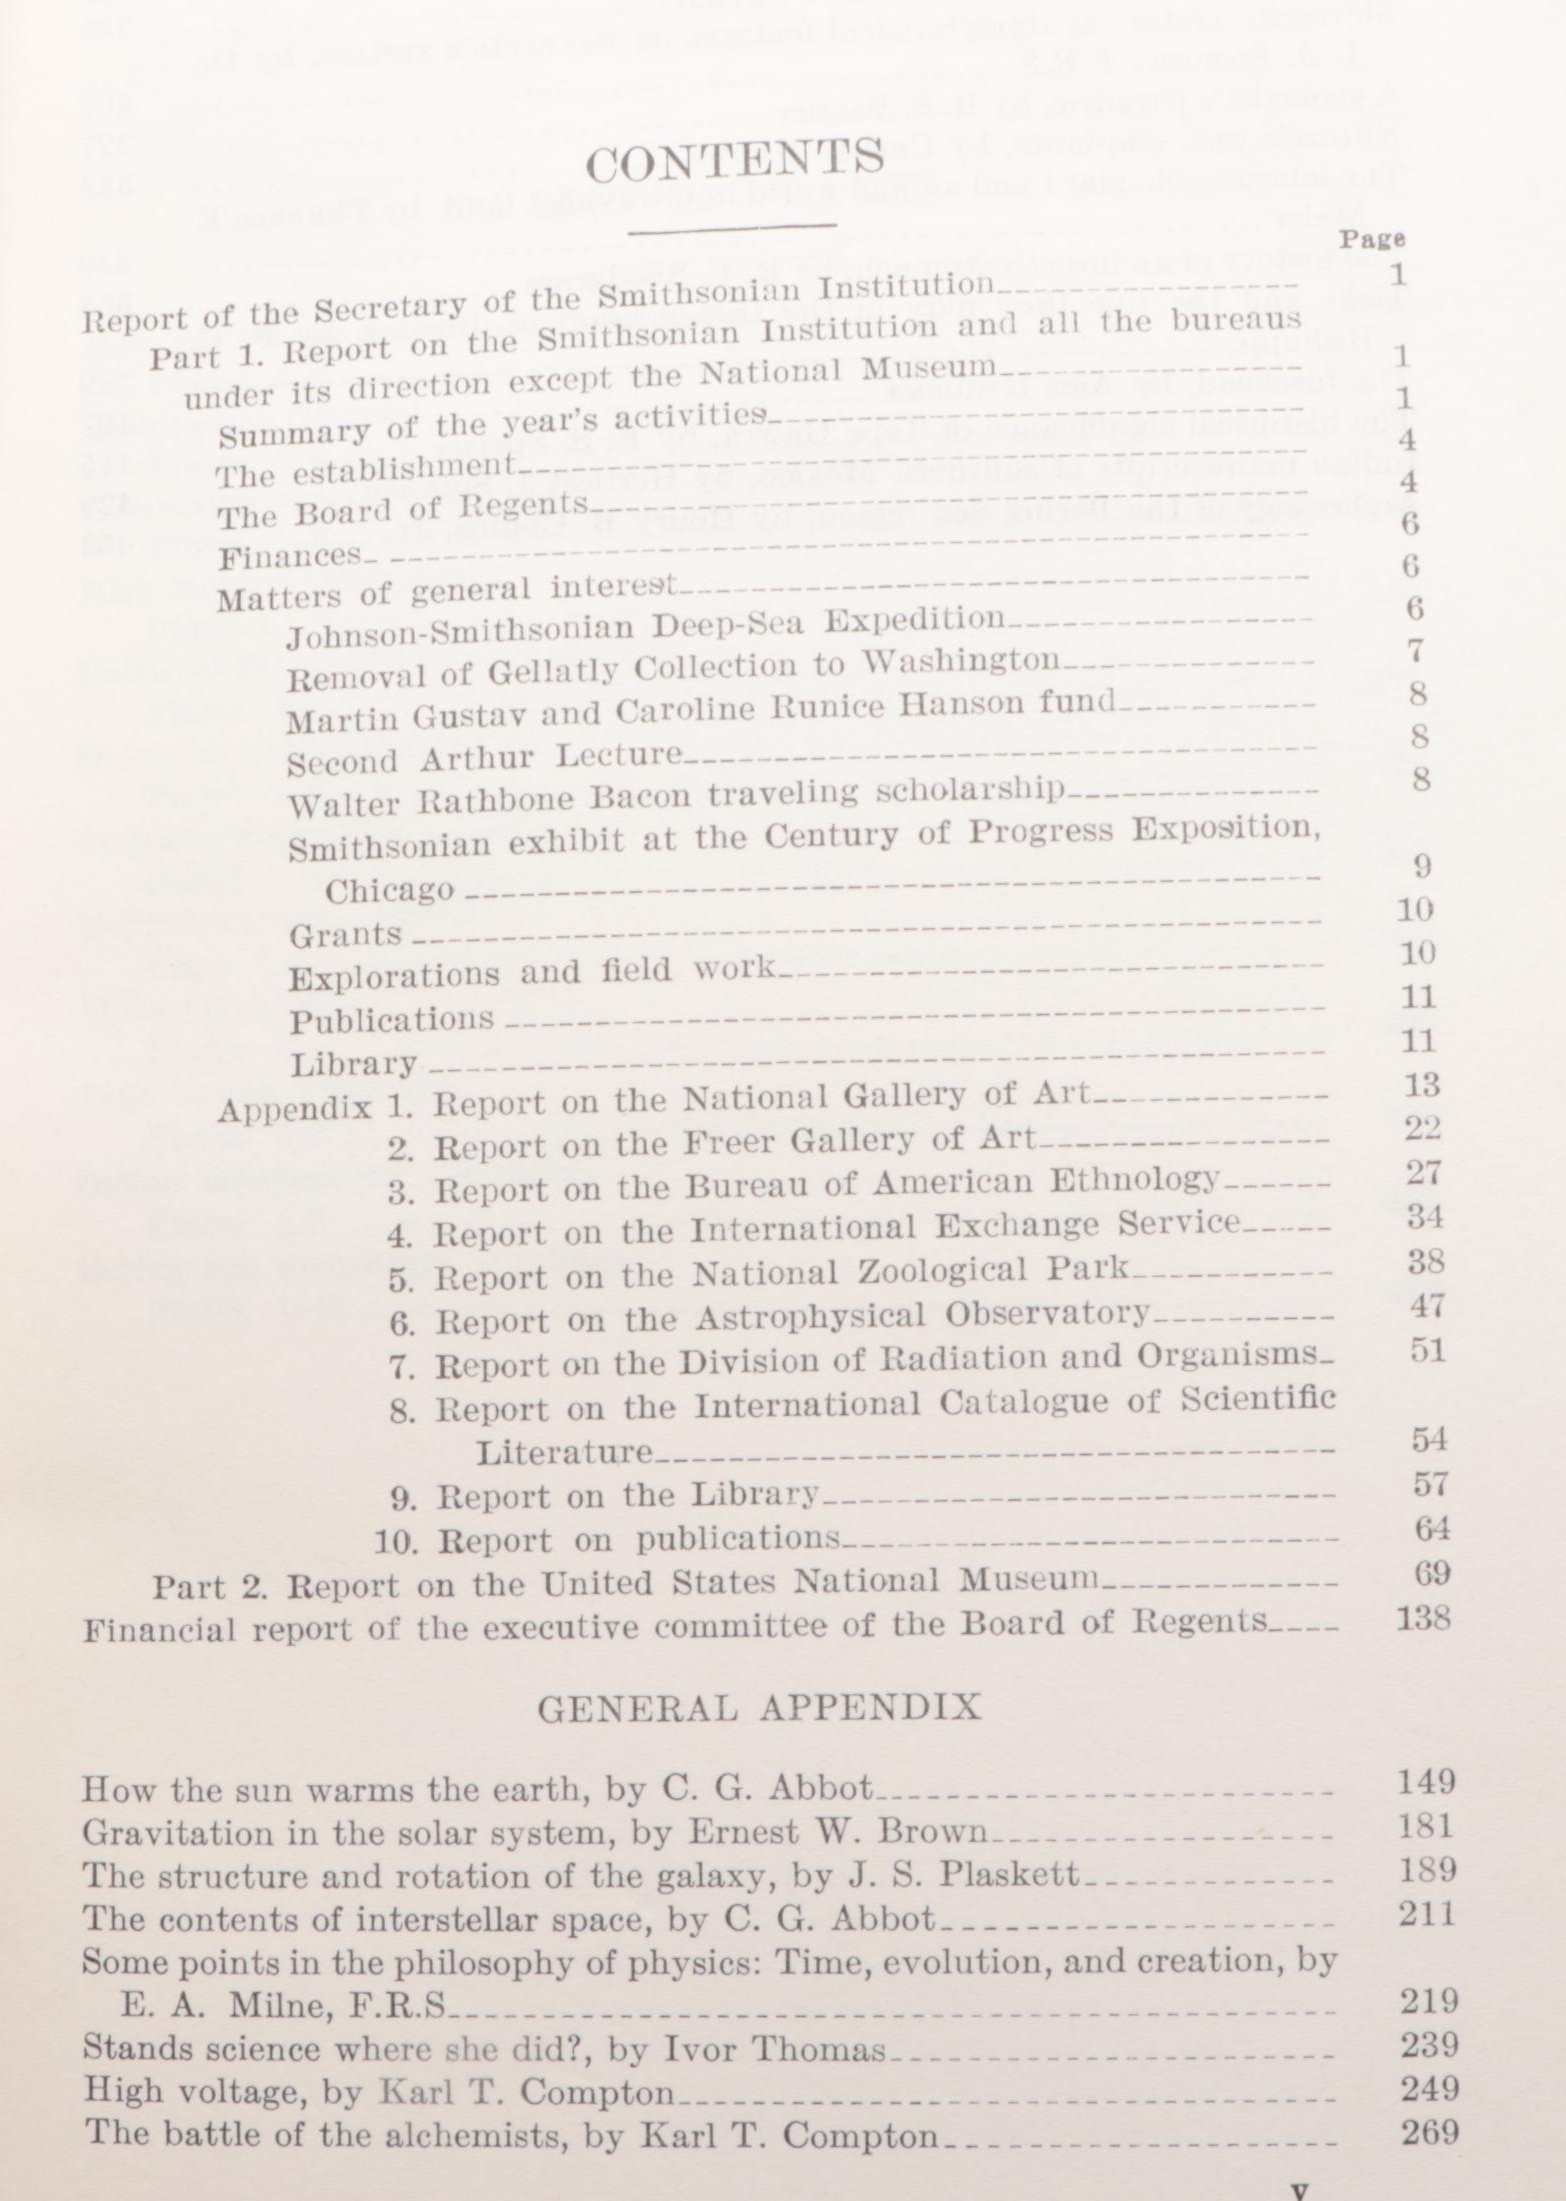 CONTENTS
Page
Report of the Secretary of the Smithsonian Institution 1
Part 1. Report on the Smithsonian Institution and all the bureaus
under its direction except the National Museum 1
Summary of the year's activities 1
The establishment 4
The Board of Regents 4
Finances 6
Matters of general interest 6
Johnson-Smithsonian Deep-Sea Expedition 6
Removal of Gellatly Collection to Washington 7
Martin Gustav and Caroline Runice Hanson fund 8
Second Arthur Lecture 8
Walter Rathbone Bacon traveling scholarship 8
Smithsonian exhibit at the Century of Progress Exposition,
Chicago 9
Grants 10
Explorations and field work 10
Publications 11
Library 11
Appendix 1. Report on the National Gallery of Art 13
2. Report on the Freer Gallery of Art 22
3. Report on the Bureau of American Ethnology 27
4. Report on the International Exchange Service 34
5. Report on the National Zoological Park 38
6. Report on the Astrophysical Observatory 47
7. Report on the Division of Radiation and Organisms 51
8. Report on the International Catalogue of Scientific
Literature 54
9. Report on the Library 57
10. Report on publications 64
Part 2. Report on the United States National Museum 69
Financial report of the executive committee of the Board of Regents 138
GENERAL APPENDIX
How the sun warms the earth, by C. G. Abbot 149
Gravitation in the solar system, by Ernest W. Brown 181
The structure and rotation of the galaxy, by J. S. Plaskett 189
The contents of interstellar space, by C. G. Abbot 211
Some points in the philosophy of physics: Time, evolution, and creation, by
E. A. Milne, F.R.S 219
Stands science where she did?, by Ivor Thomas 239
High voltage, by Karl T. Compton 249
The battle of the alchemists, by Karl T. Compton 269
V